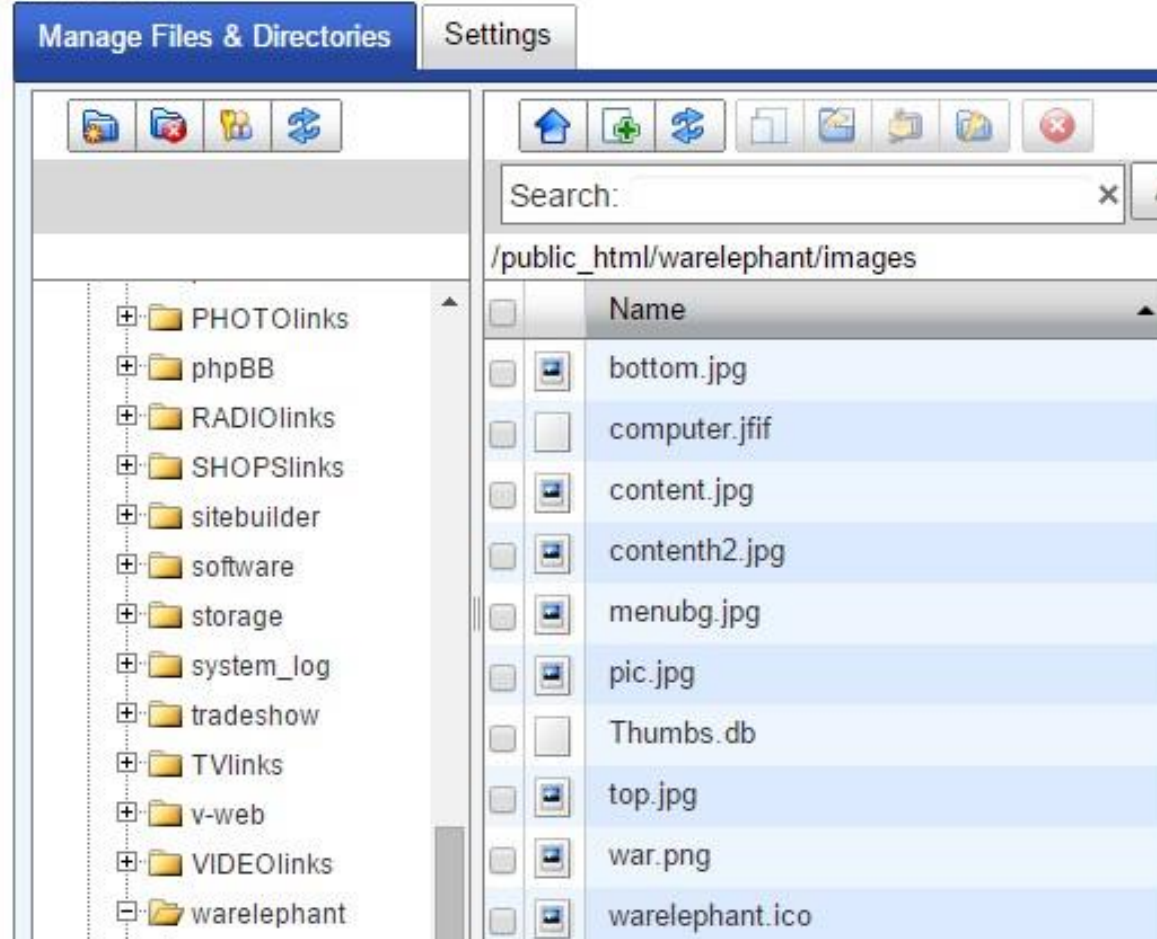 Manage Files & Directories
Settings
Search:
/public_html/warelephant/images
PHOTOlinks
phpBB
RADIOlinks
SHOPSlinks
sitebuilder
software
storage
system_log
tradeshow
TVlinks
v-web
VIDEOlinks
warelephant
Name
bottom.jpg
computer.jfif
content.jpg
contenth2.jpg
menubg.jpg
pic.jpg
Thumbs.db
top.jpg
war.png
warelephant.ico